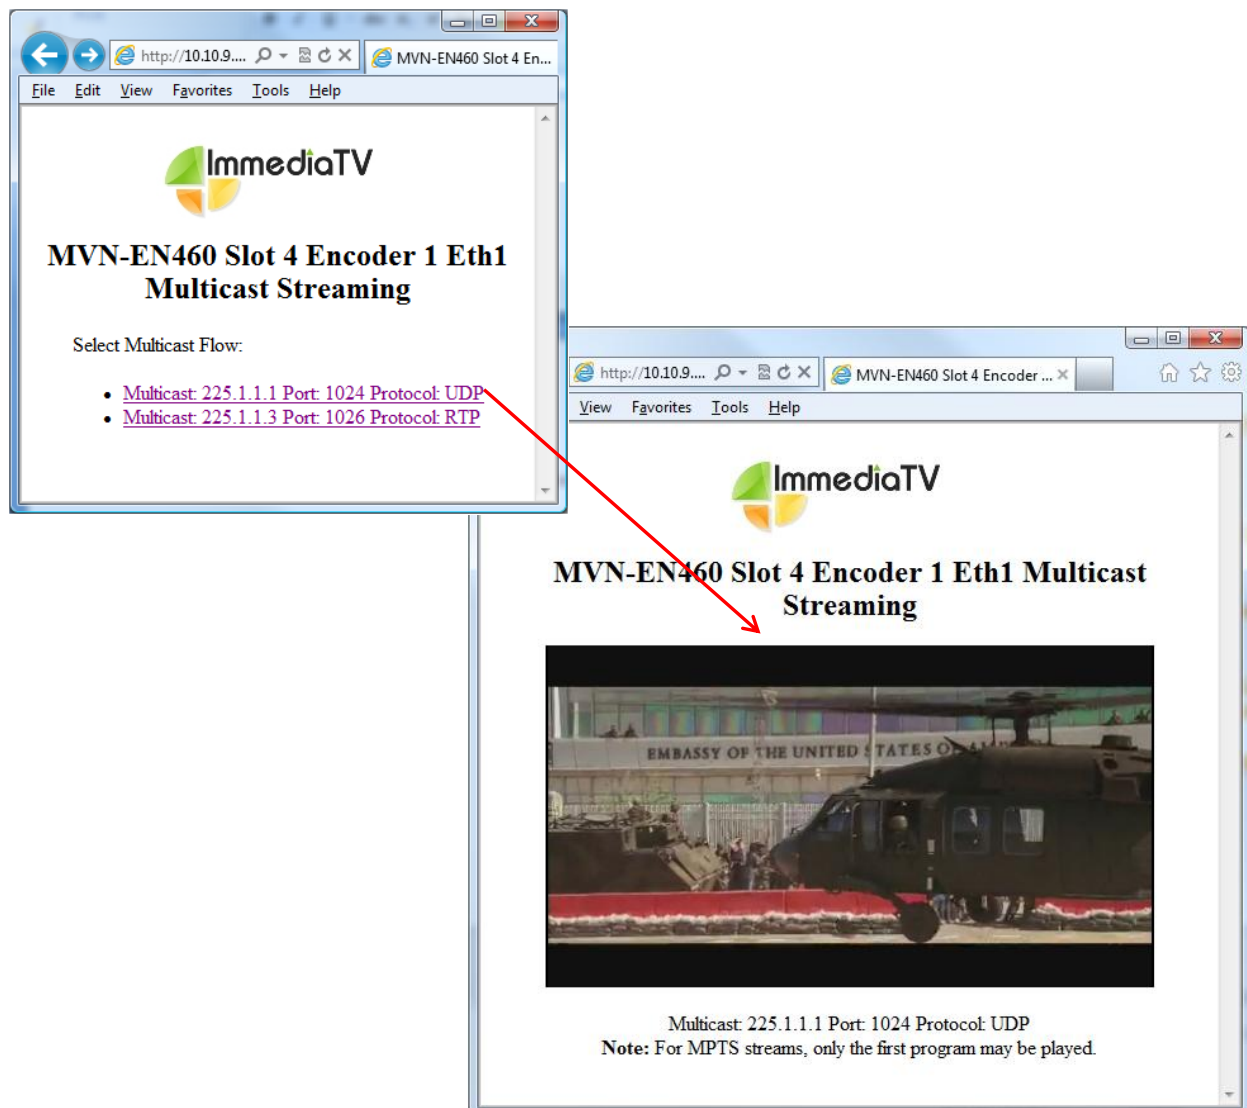 http://10.10.9....
MVN-EN460 Slot 4 En...
File Edit View Favorites Tools Help
ImmediaTV
MVN-EN460 Slot 4 Encoder 1 Eth1
Multicast Streaming
Select Multicast Flow:
Multicast: 225.1.1.1 Port: 1024 Protocol: UDP
Multicast: 225.1.1.3 Port: 1026 Protocol: RTP
http://10.10.9....
MVN-EN460 Slot 4 Encoder ...
View Favorites Tools Help
ImmediaTV
MVN-EN460 Slot 4 Encoder 1 Eth1 Multicast
Streaming
EMBASSY OF THE UNITED STATES O
Multicast: 225.1.1.1 Port: 1024 Protocol: UDP
Note: For MPTS streams, only the first program may be played.